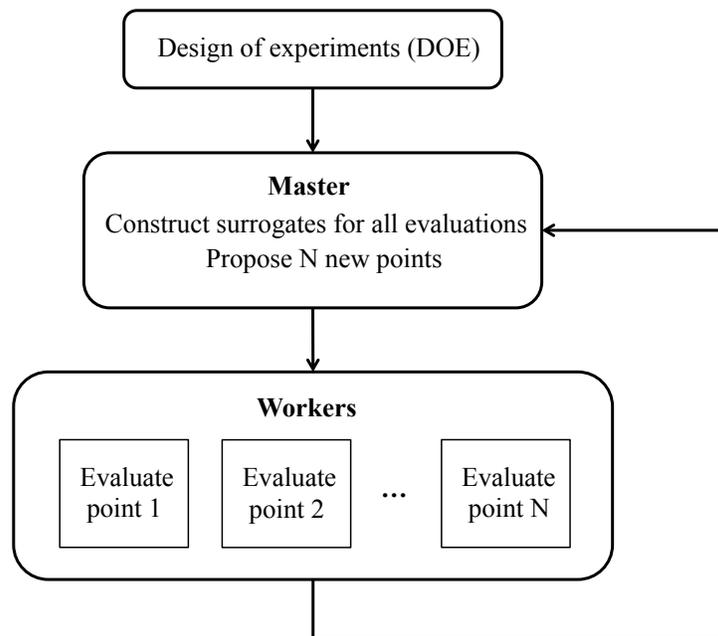 Design of experiments (DOE)
Master
Construct surrogates for all evaluations
Propose N new points
Workers
Evaluate
point 1
Evaluate
point 2
...
Evaluate
point N